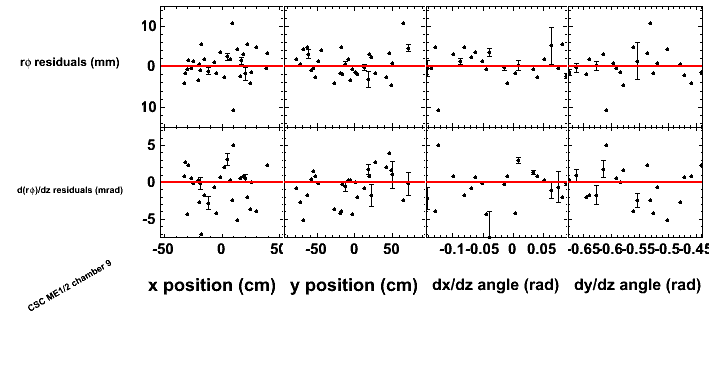 rϕ residuals (mm)
10
0
10
d(rϕ)/dz residuals (mrad)
5
0
-5
-50 0 50 -50 0 50 -0.1 -0.05 0 0.05 -0.65 -0.6 -0.55 -0.5 -0.45
x position (cm) y position (cm) dx/dz angle (rad) dy/dz angle (rad)
CSC ME1/2 chamber 9